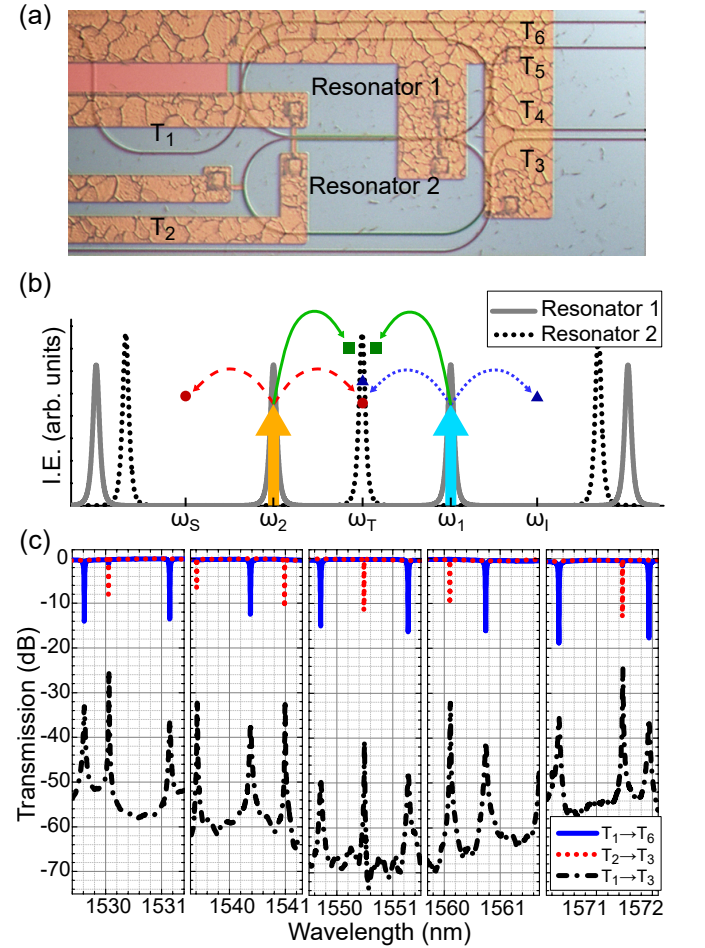 (a)
T6
T5
Resonator 1
T4
T1
T3
Resonator 2
T2
(b)
Resonator 1
Resonator 2
I.E. (arb. units)
ωS ω2 ωT ω1 ωI
(c)
0
-10
-20
-30
-40
-50
-60
-70
Transmission (dB)
T1→T6
T2→T3
T1→T3
1530 1531 1540 1541 1550 1551 1560 1561 1571 1572
Wavelength (nm)